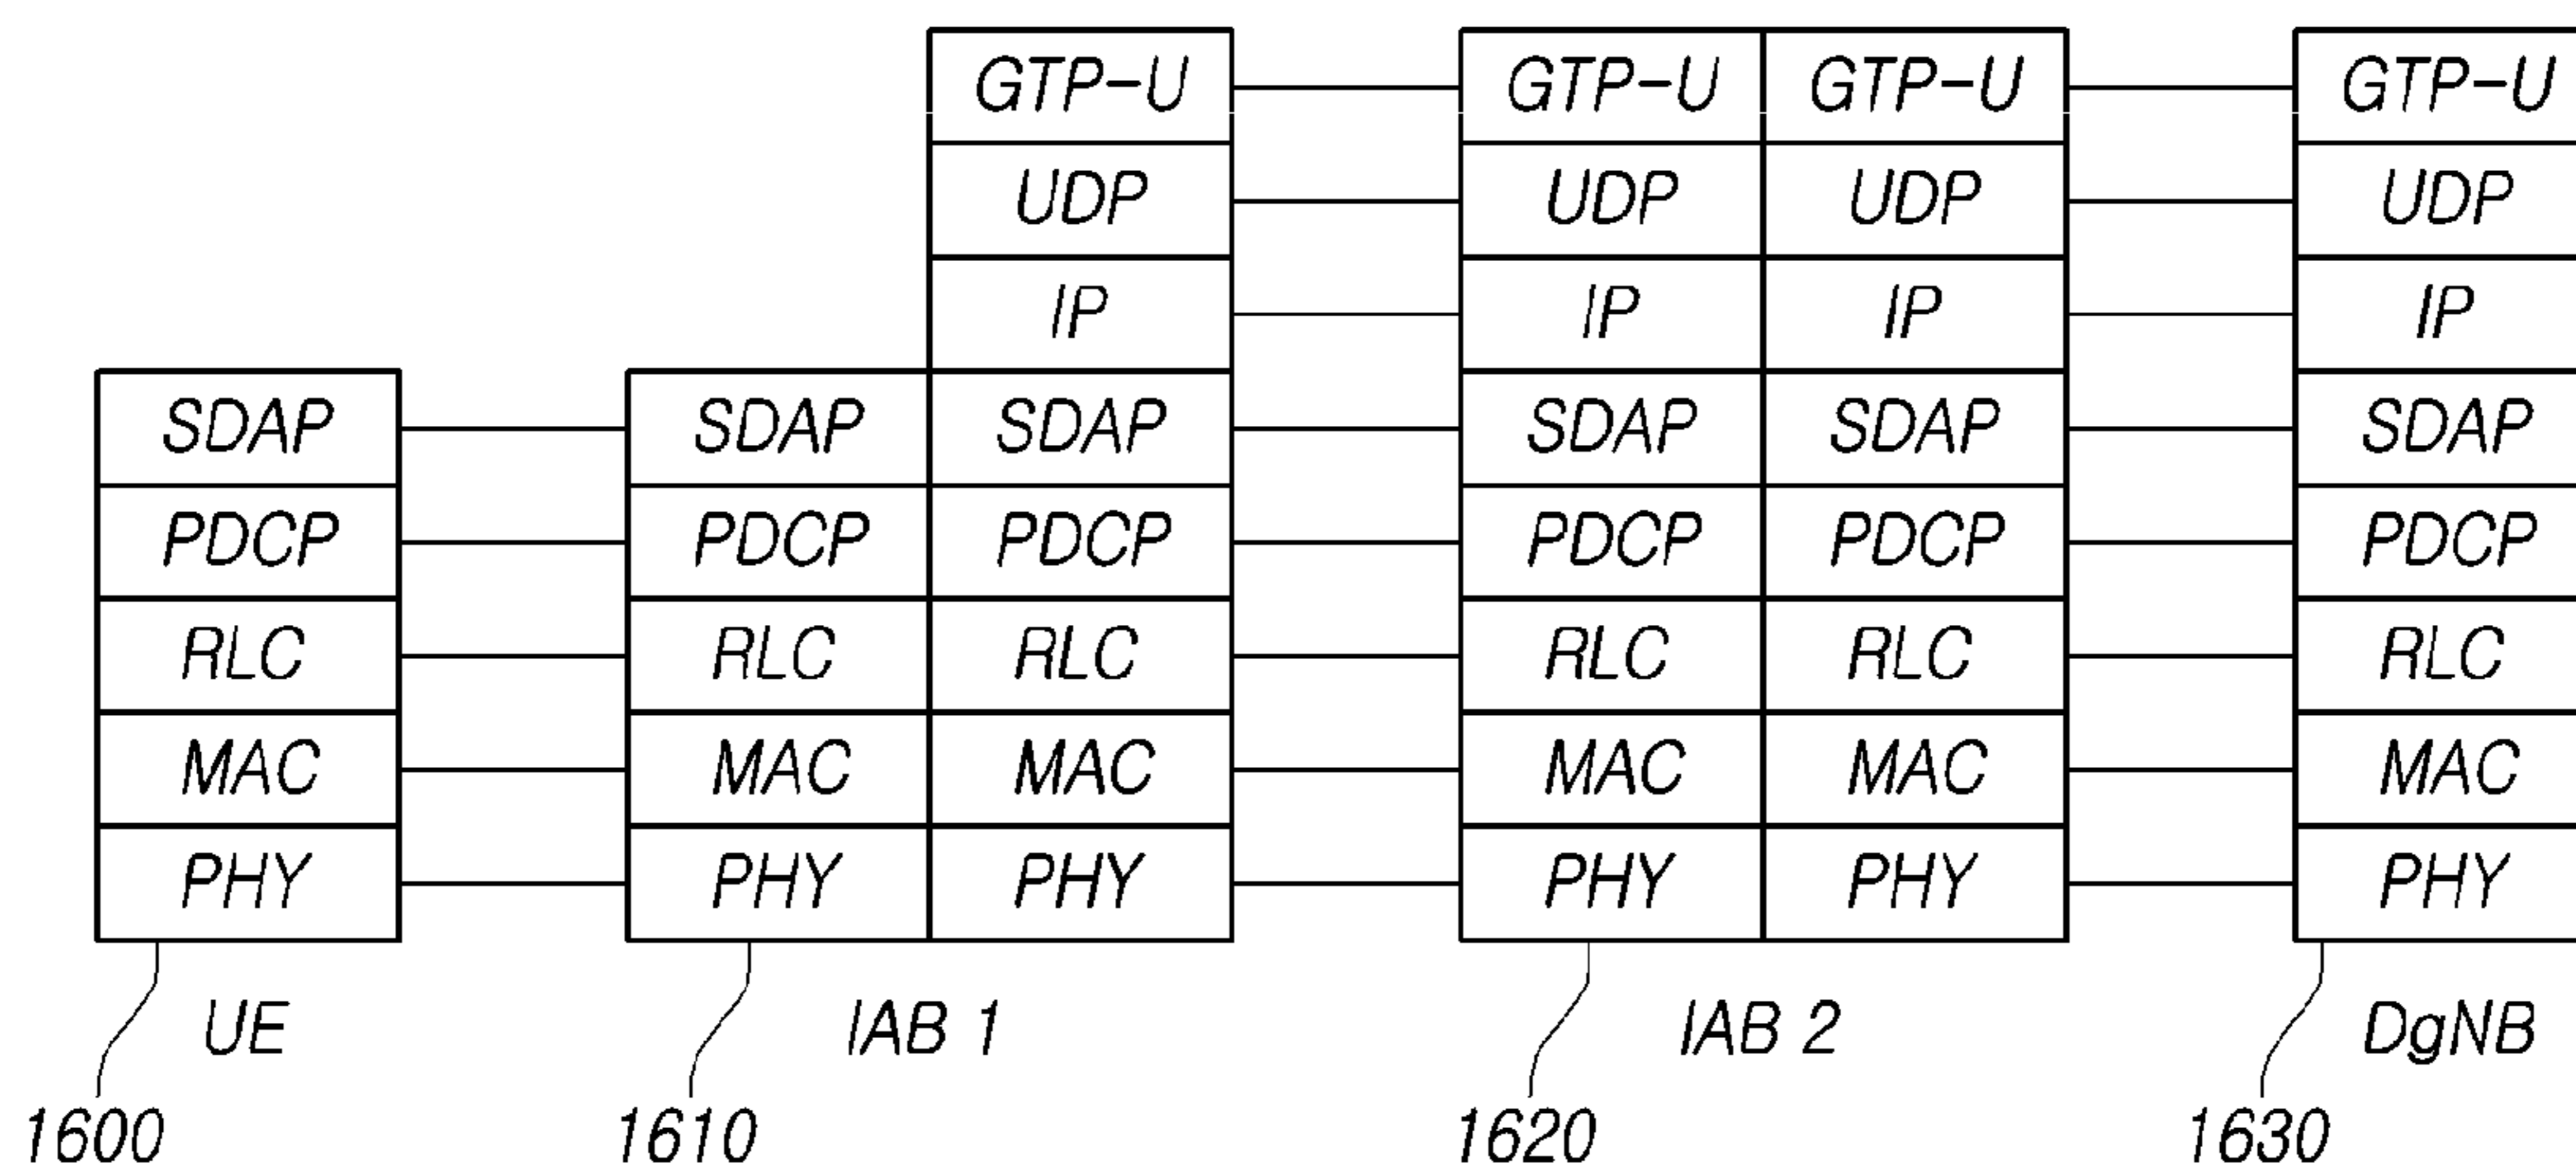 GTP-U GTP-U GTP-U GTP-U
UDP UDP UDP UDP
IP IP IP IP
SDAP SDAP SDAP SDAP SDAP SDAP
PDCP PDCP PDCP PDCP PDCP PDCP
RLC RLC RLC RLC RLC RLC
MAC MAC MAC MAC MAC MAC
PHY PHY PHY PHY PHY PHY
UE IAB 1 IAB 2 DgNB
1600 1610 1620 1630